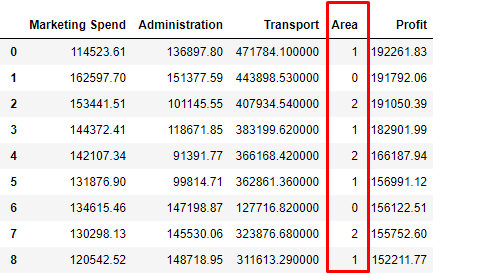 Marketing Spend Administration Transport Area Profit
0 114523.61 136897.80 471784.100000 1 192261.83
1 162597.70 151377.59 443898.530000 0 191792.06
2 153441.51 101145.55 407934.540000 2 191050.39
3 144372.41 118671.85 383199.620000 1 182901.99
4 142107.34 91391.77 366168.420000 2 166187.94
5 131876.90 99814.71 362861.360000 1 156991.12
6 134615.46 147198.87 127716.820000 0 156122.51
7 130298.13 145530.06 323876.680000 2 155752.60
8 120542.52 148718.95 311613.290000 1 152211.77